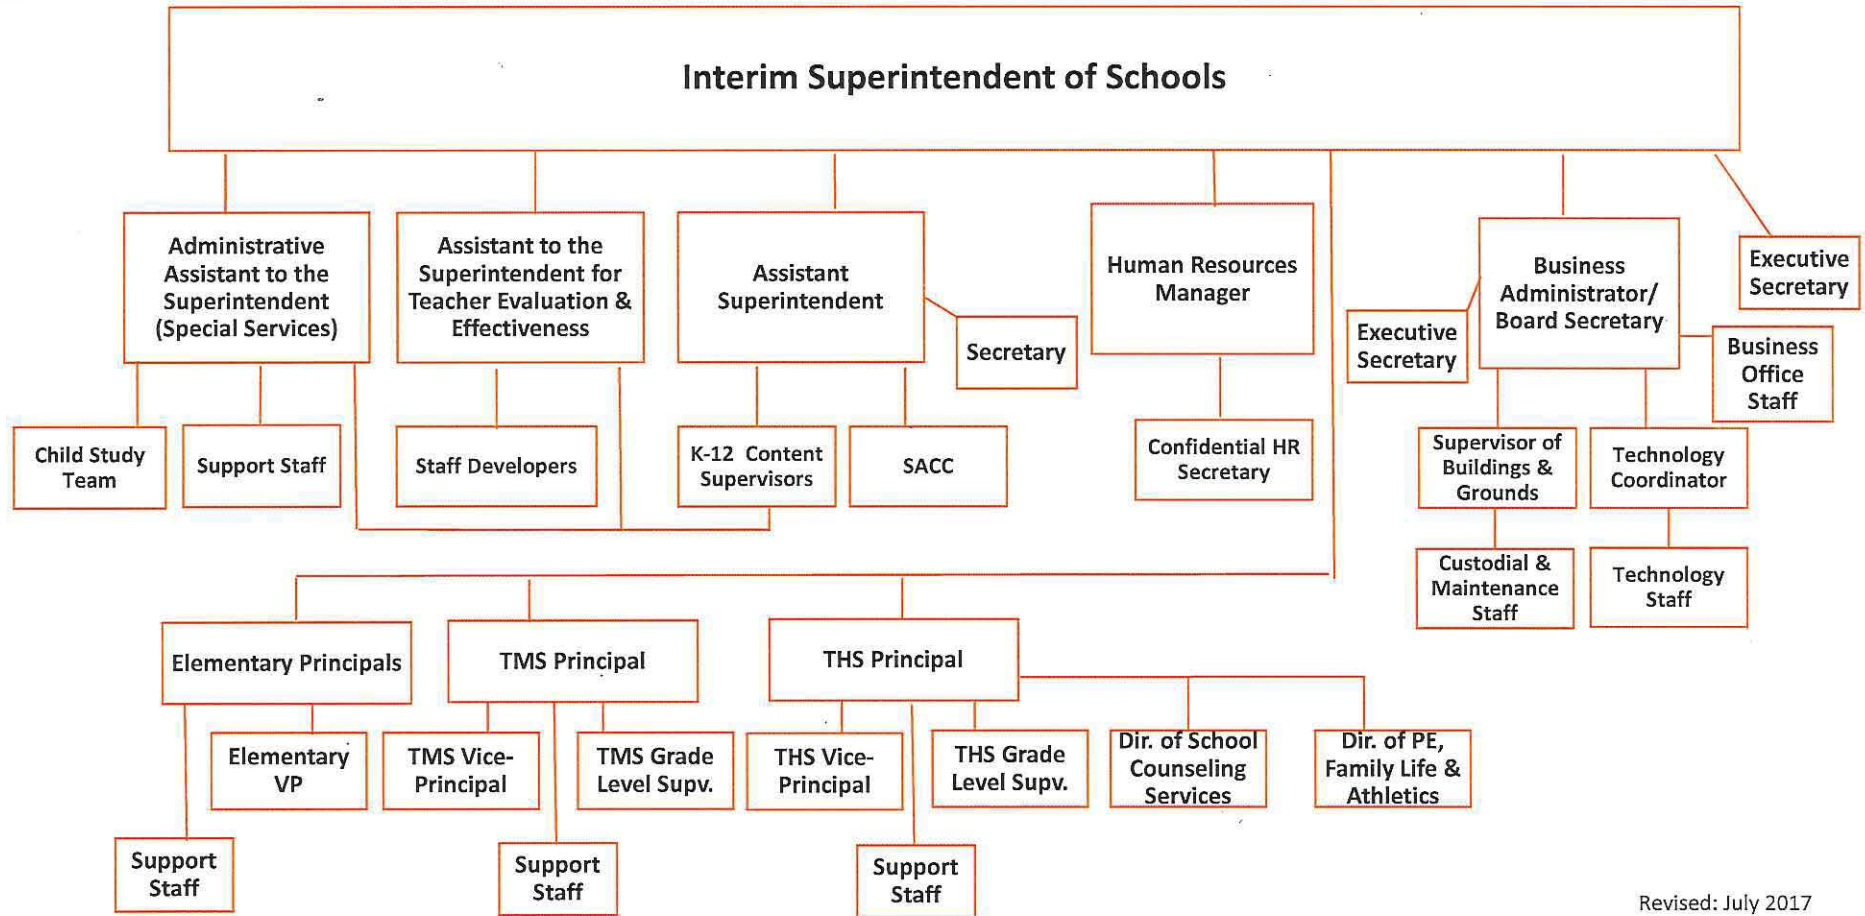 Interim Superintendent of Schools
Administrative
Assistant to the
Superintendent
(Special Services)
Assistant to the
Superintendent for
Teacher Evaluation &
Effectiveness
Assistant
Superintendent
Secretary
Human Resources
Manager
Executive
Secretary
Business
Administrator/
Board Secretary
Executive
Secretary
Business
Office
Staff
Child Study
Team
Support Staff
Staff Developers
K-12 Content
Supervisors
SACC
Confidential HR
Secretary
Supervisor of
Buildings &
Grounds
Technology
Coordinator
Custodial &
Maintenance
Staff
Technology
Staff
Elementary Principals
TMS Principal
THS Principal
Elementary
VP
TMS Vice-
Principal
TMS Grade
Level Supv.
THS Vice-
Principal
THS Grade
Level Supv.
Dir. of School
Counseling
Services
Dir. of PE,
Family Life &
Athletics
Support
Staff
Support
Staff
Support
Staff
Revised: July 2017